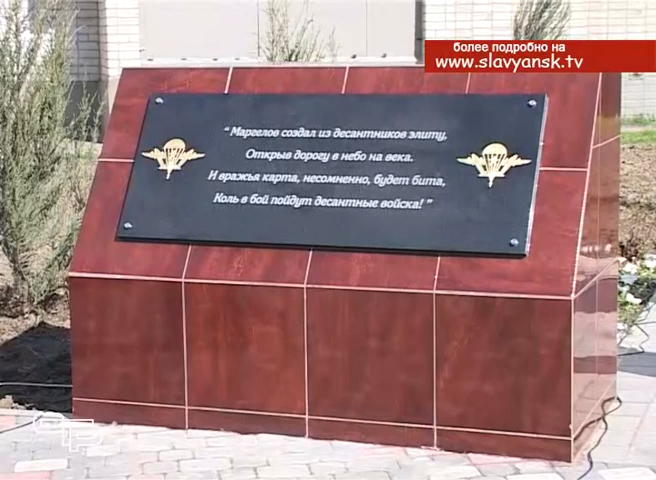 более подробно на
www.slavyansk.tv
“ Маргелов создал из десантников элиту,
Открыв дорогу в небо на века.
И вражья карта, несомненно, будет бита,
Коль в бой пойдут десантные войска! ”